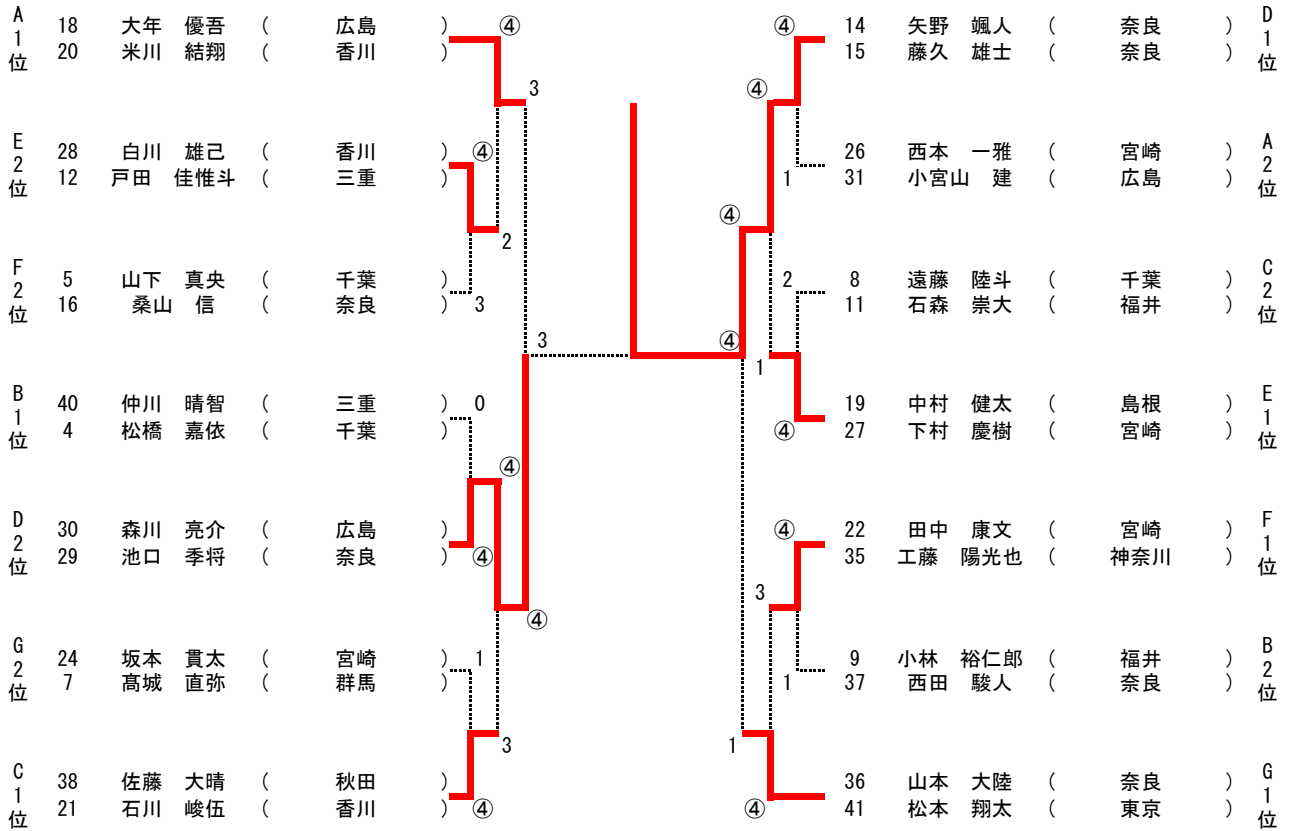 A1位
18 大年 優吾 ( 広島 )
20 米川 結翔 ( 香川 )
④
3
E2位
28 白川 雄己 ( 香川 )
12 戸田 佳惟斗 ( 三重 )
④
2
F2位
5 山下 真央 ( 千葉 )
16 桑山 信 ( 奈良 )
3
3
B1位
40 仲川 晴智 ( 三重 )
4 松橋 嘉依 ( 千葉 )
0
④
D2位
30 森川 亮介 ( 広島 )
29 池口 季将 ( 奈良 )
④
④
G2位
24 坂本 貫太 ( 宮崎 )
7 髙城 直弥 ( 群馬 )
1
3
C1位
38 佐藤 大晴 ( 秋田 )
21 石川 峻伍 ( 香川 )
④
④
14 矢野 颯人 ( 奈良 )
15 藤久 雄士 ( 奈良 )
D1位
④
26 西本 一雅 ( 宮崎 )
31 小宮山 建 ( 広島 )
A2位
1
④
2
8 遠藤 陸斗 ( 千葉 )
11 石森 崇大 ( 福井 )
C2位
④
1
19 中村 健太 ( 島根 )
27 下村 慶樹 ( 宮崎 )
E1位
④
④
22 田中 康文 ( 宮崎 )
35 工藤 陽光也 ( 神奈川 )
F1位
3
9 小林 裕仁郎 ( 福井 )
37 西田 駿人 ( 奈良 )
B2位
1
1
36 山本 大陸 ( 奈良 )
41 松本 翔太 ( 東京 )
G1位
④